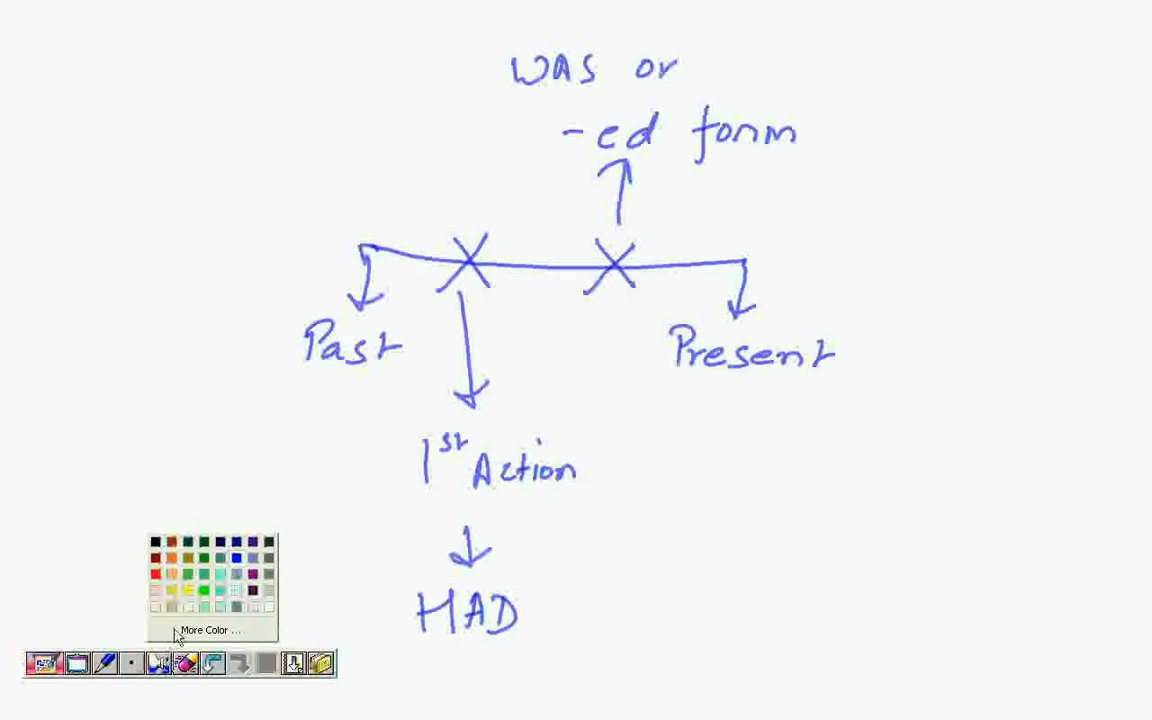 WAS or
-ed form
Past
Present
1st Action
HAD
More Color ...